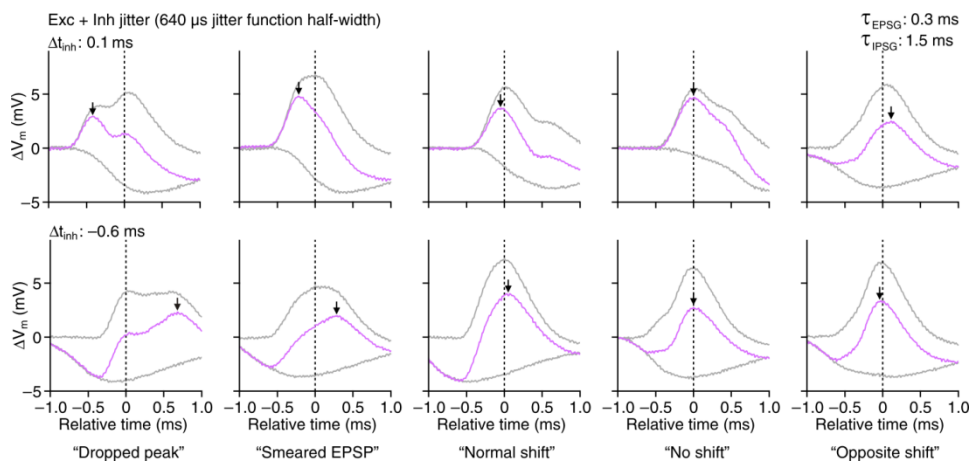 Exc + Inh jitter (640 µs jitter function half-width)
τEPSG: 0.3 ms
Δtinh: 0.1 ms
τIPSG: 1.5 ms
ΔVm (mV)
5
0
−5
Δtinh: −0.6 ms
ΔVm (mV)
5
0
−5
−1.0 −0.5 0 0.5 1.0 −1.0 −0.5 0 0.5 1.0 −1.0 −0.5 0 0.5 1.0 −1.0 −0.5 0 0.5 1.0 −1.0 −0.5 0 0.5 1.0
Relative time (ms) Relative time (ms) Relative time (ms) Relative time (ms) Relative time (ms)
“Dropped peak” “Smeared EPSP” “Normal shift” “No shift” “Opposite shift”